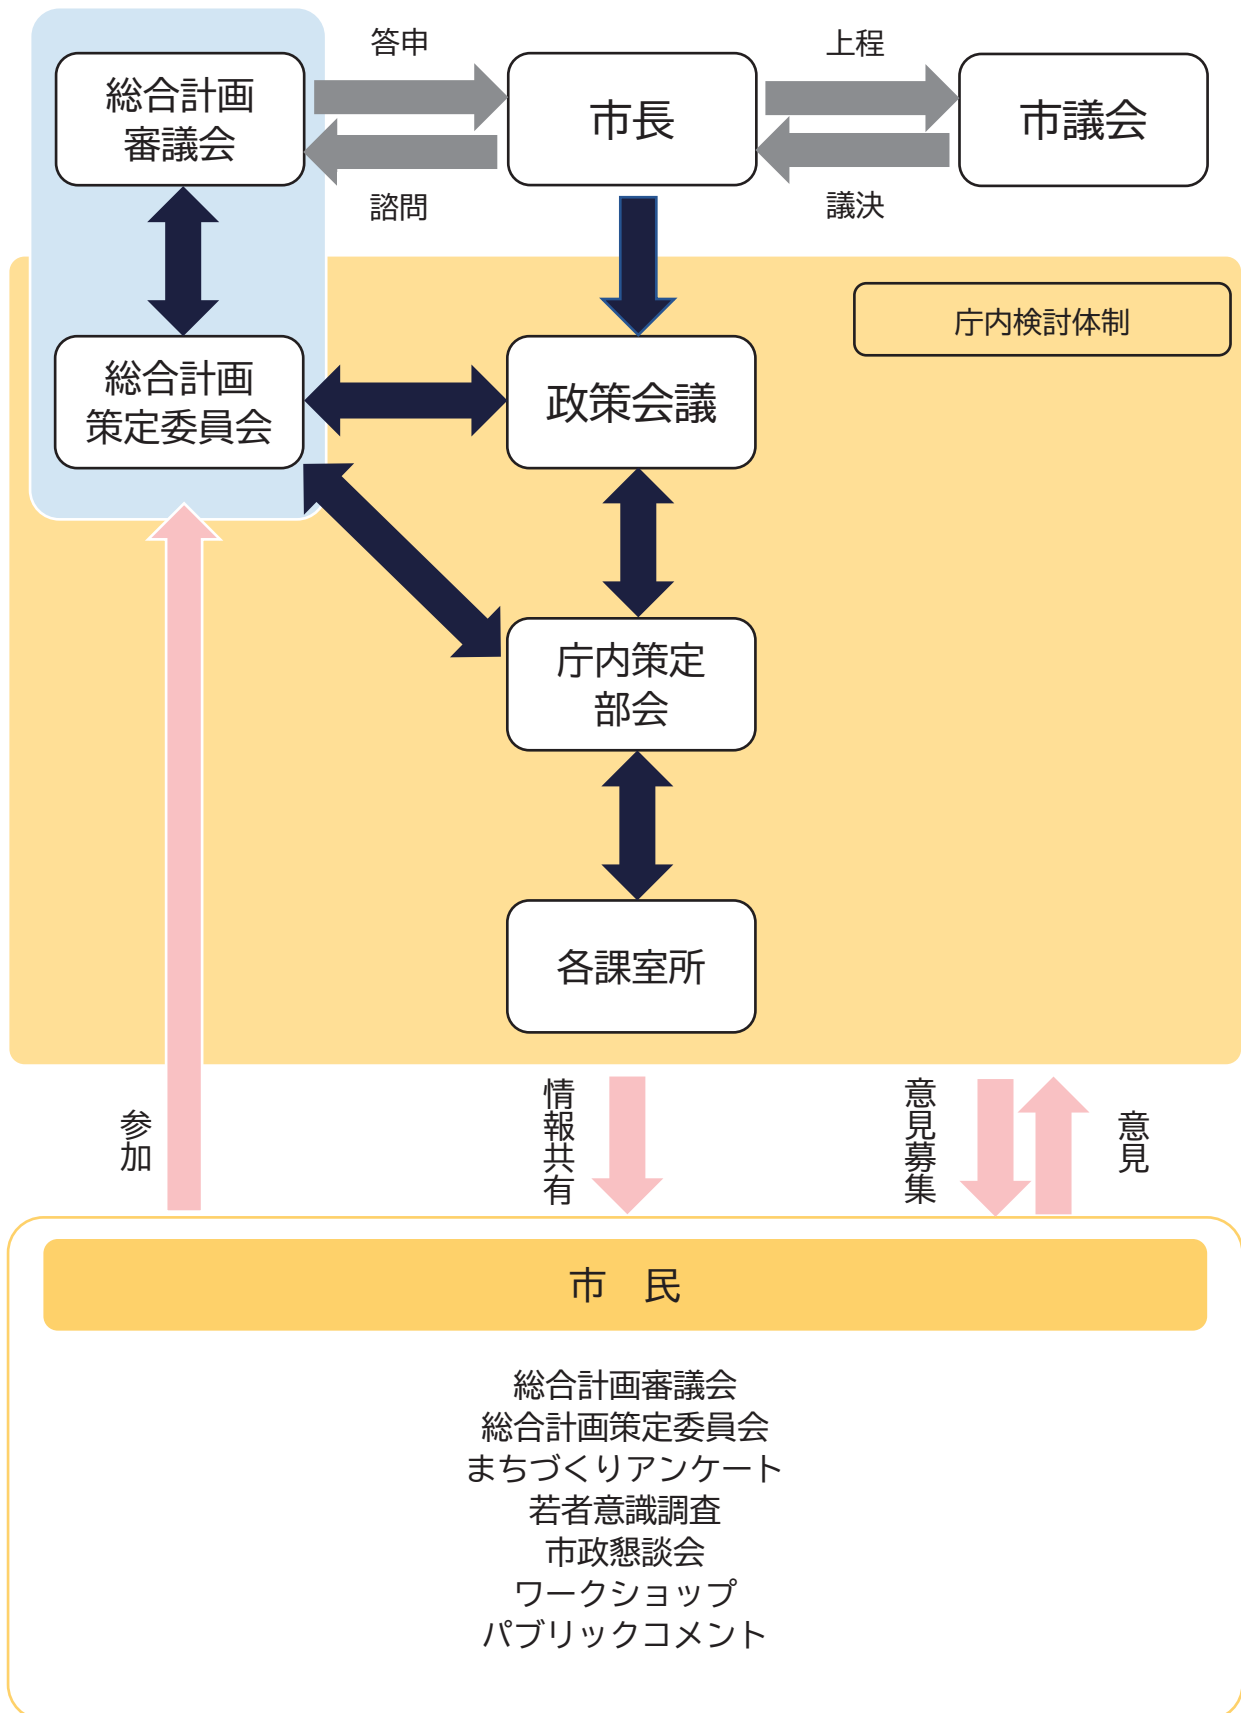 答申
上程
総合計画
審議会
市長
市議会
諮問
議決
庁内検討体制
総合計画
策定委員会
政策会議
庁内策定
部会
各課室所
参加
情報共有
意見募集
意見
市　民
総合計画審議会
総合計画策定委員会
まちづくりアンケート
若者意識調査
市政懇談会
ワークショップ
パブリックコメント